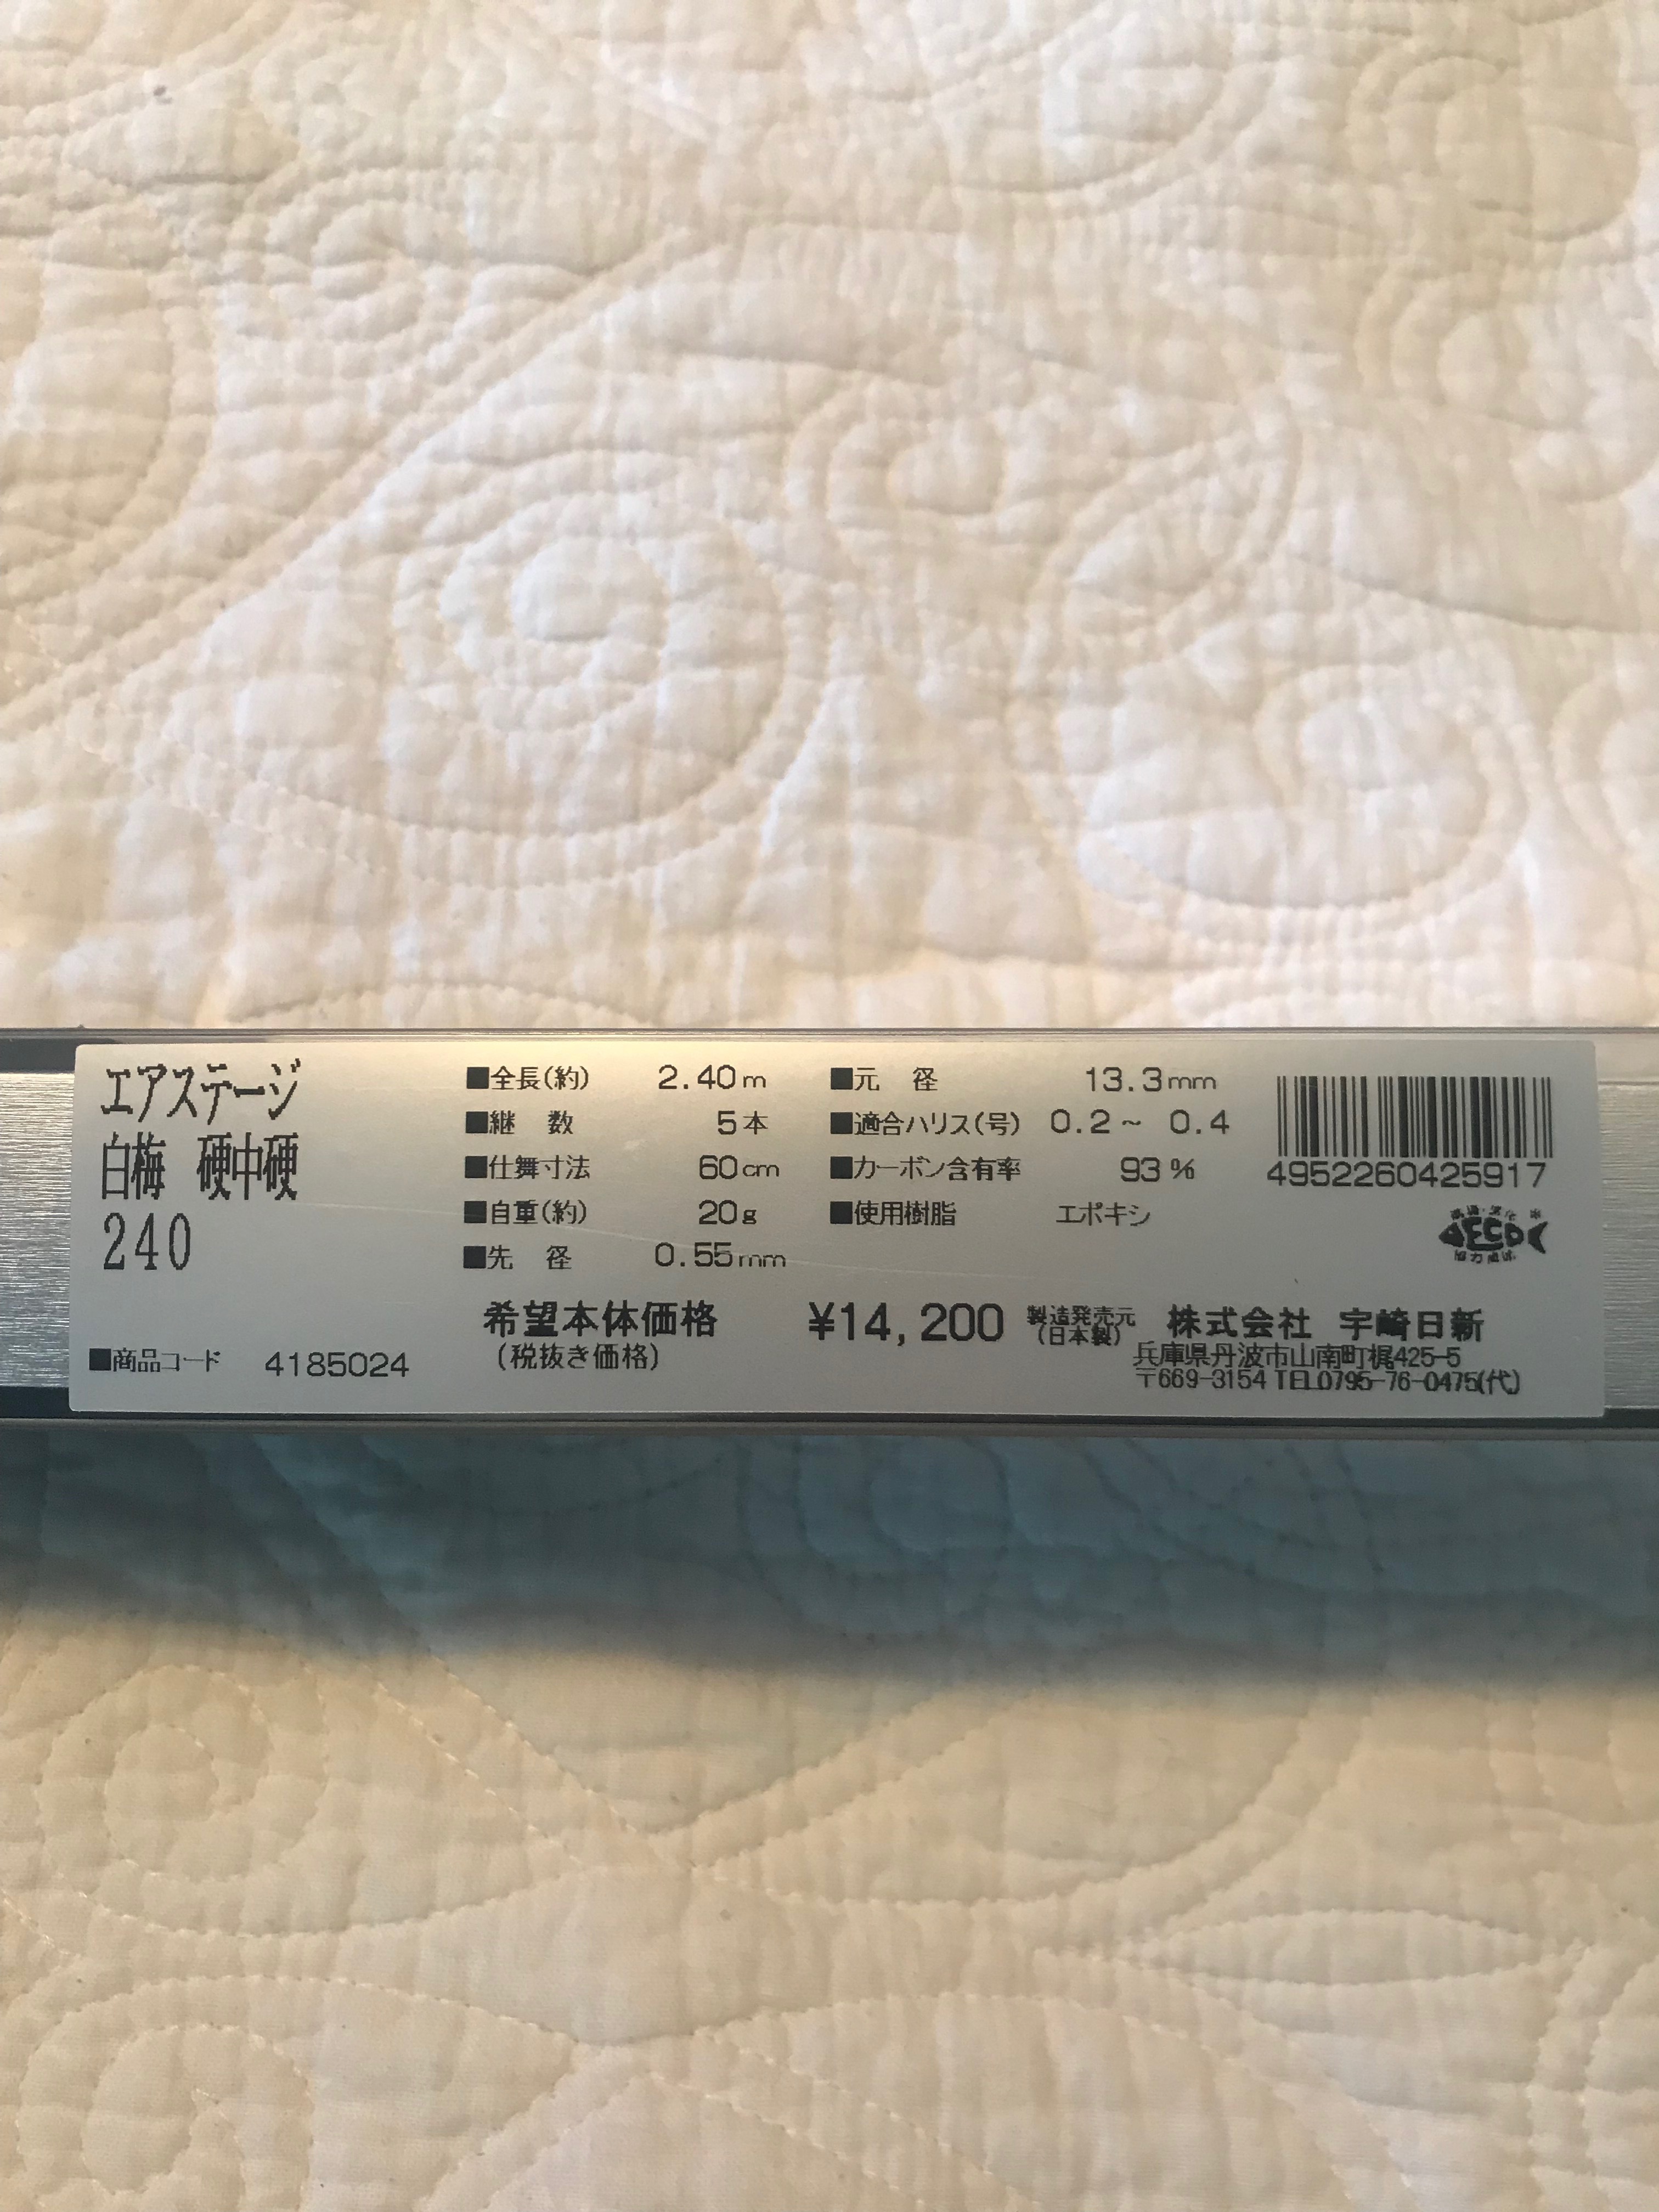 エアステージ
白梅 硬中硬
240
■商品コード 4185024
■全長(約) 2.40m
■継 数 5本
■仕舞寸法 60cm
■自重(約) 20g
■先 径 0.55mm
■元 径 13.3mm
■適合ハリス(号) 0.2~ 0.4
■カーボン含有率 93%
■使用樹脂 エポキシ
希望本体価格 ¥14,200
(税抜き価格)
製造発売元
(日本製)
株式会社 宇崎日新
兵庫県丹波市山南町梶425-5
〒669-3154 TEL0795-76-0475(代)
4952260425917